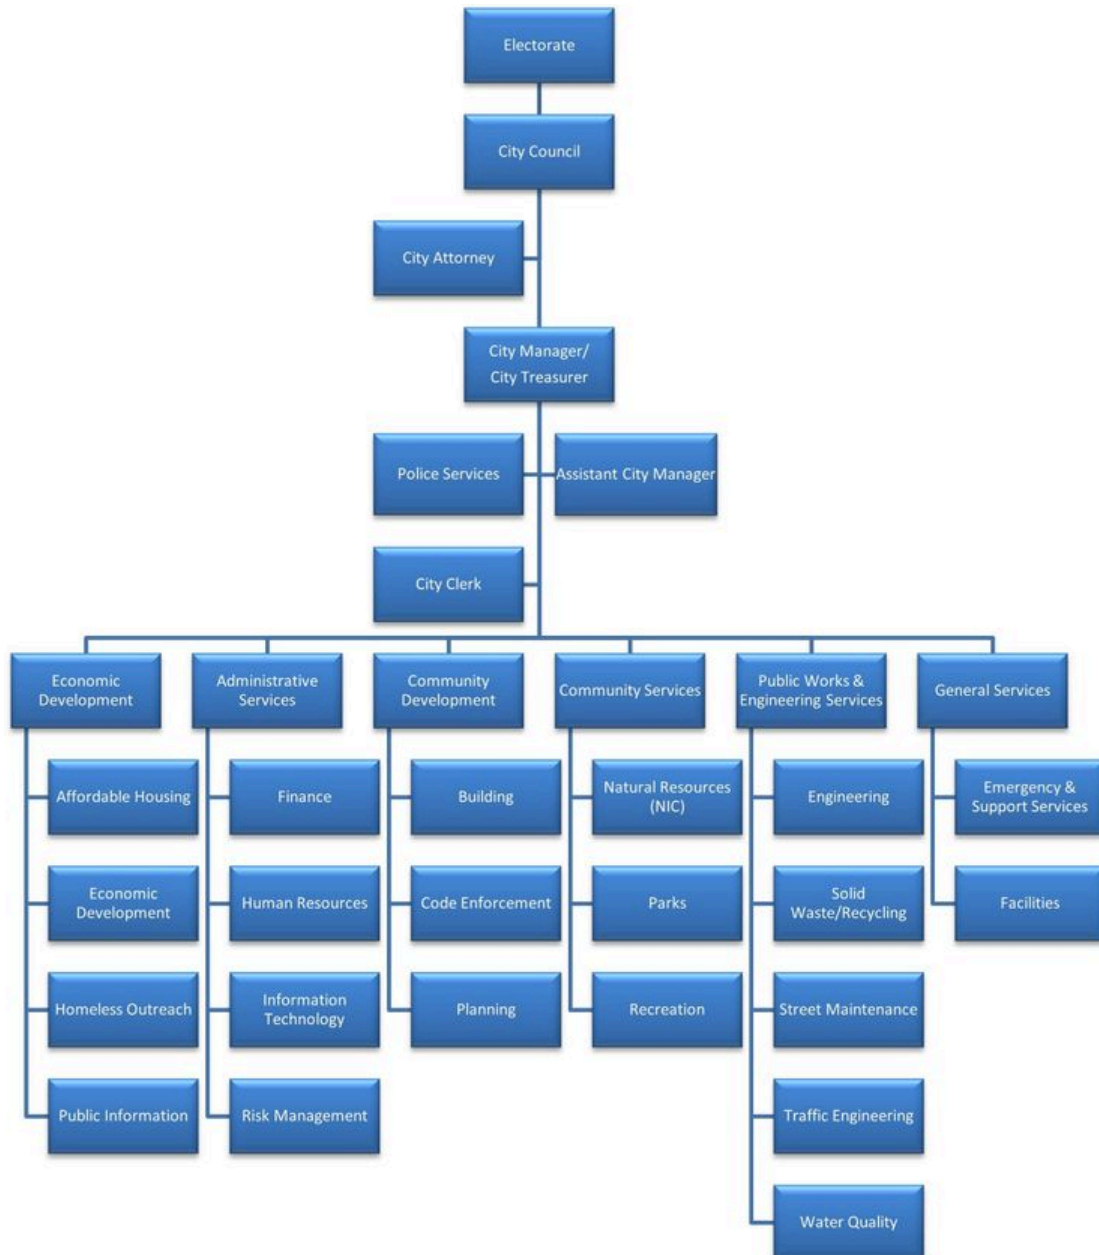 Electorate
City Council
City Attorney
City Manager/
City Treasurer
Police Services
Assistant City Manager
City Clerk
Economic
Development
Administrative
Services
Community
Development
Community Services
Public Works &
Engineering Services
General Services
Affordable Housing
Finance
Building
Natural Resources
(NIC)
Engineering
Emergency &
Support Services
Economic
Development
Human Resources
Code Enforcement
Parks
Solid
Waste/Recycling
Facilities
Homeless Outreach
Information
Technology
Planning
Recreation
Street Maintenance
Public Information
Risk Management
Traffic Engineering
Water Quality